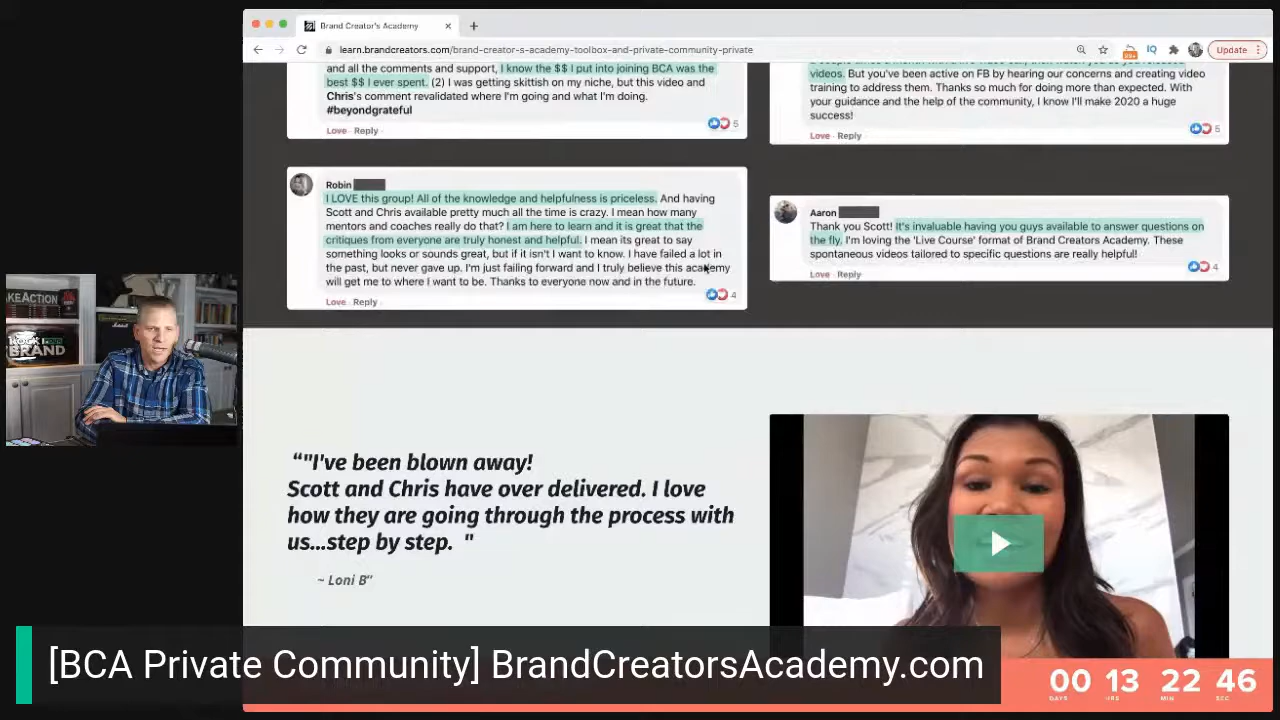 Brand Creator's Academy
learn.brandcreators.com/brand-creator-s-academy-toolbox-and-private-community-private
99+
IQ
Update
and all the comments and support, I know the $$ I put into joining BCA was the
best $$ I ever spent. (2) I was getting skittish on my niche, but this video and
Chris's comment revalidated where I'm going and what I'm doing.
#beyondgrateful
Love · Reply
5
videos. But you've been active on FB by hearing our concerns and creating video
training to address them. Thanks so much for doing more than expected. With
your guidance and the help of the community, I know I'll make 2020 a huge
success!
Love · Reply
5
Robin
I LOVE this group! All of the knowledge and helpfulness is priceless. And having
Scott and Chris available pretty much all the time is crazy. I mean how many
mentors and coaches really do that? I am here to learn and it is great that the
critiques from everyone are truly honest and helpful. I mean its great to say
something looks or sounds great, but if it isn't I want to know. I have failed a lot in
the past, but never gave up. I'm just failing forward and I truly believe this academy
will get me to where I want to be. Thanks to everyone now and in the future.
Love · Reply
4
Aaron
Thank you Scott! It's invaluable having you guys available to answer questions on
the fly. I'm loving the 'Live Course' format of Brand Creators Academy. These
spontaneous videos tailored to specific questions are really helpful!
Love · Reply
4
AKEACTION
BRAND
“"I've been blown away!
Scott and Chris have over delivered. I love
how they are going through the process with
us...step by step. "
~ Loni B"
[BCA Private Community] BrandCreatorsAcademy.com
00 13 22 46
DAYS HRS MIN SEC